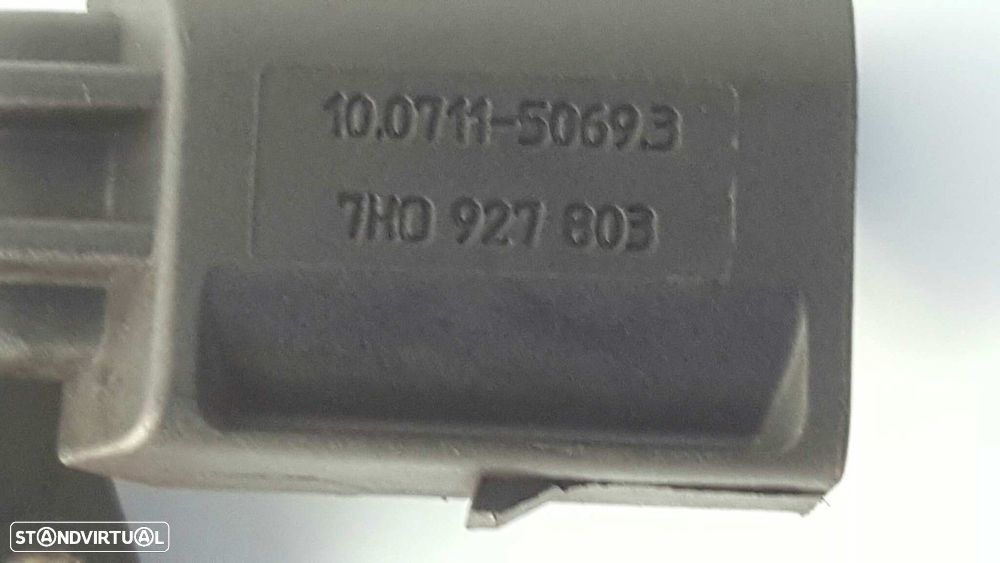 10.0711-5069.3
7H0 927 803
STANDVIRTUAL